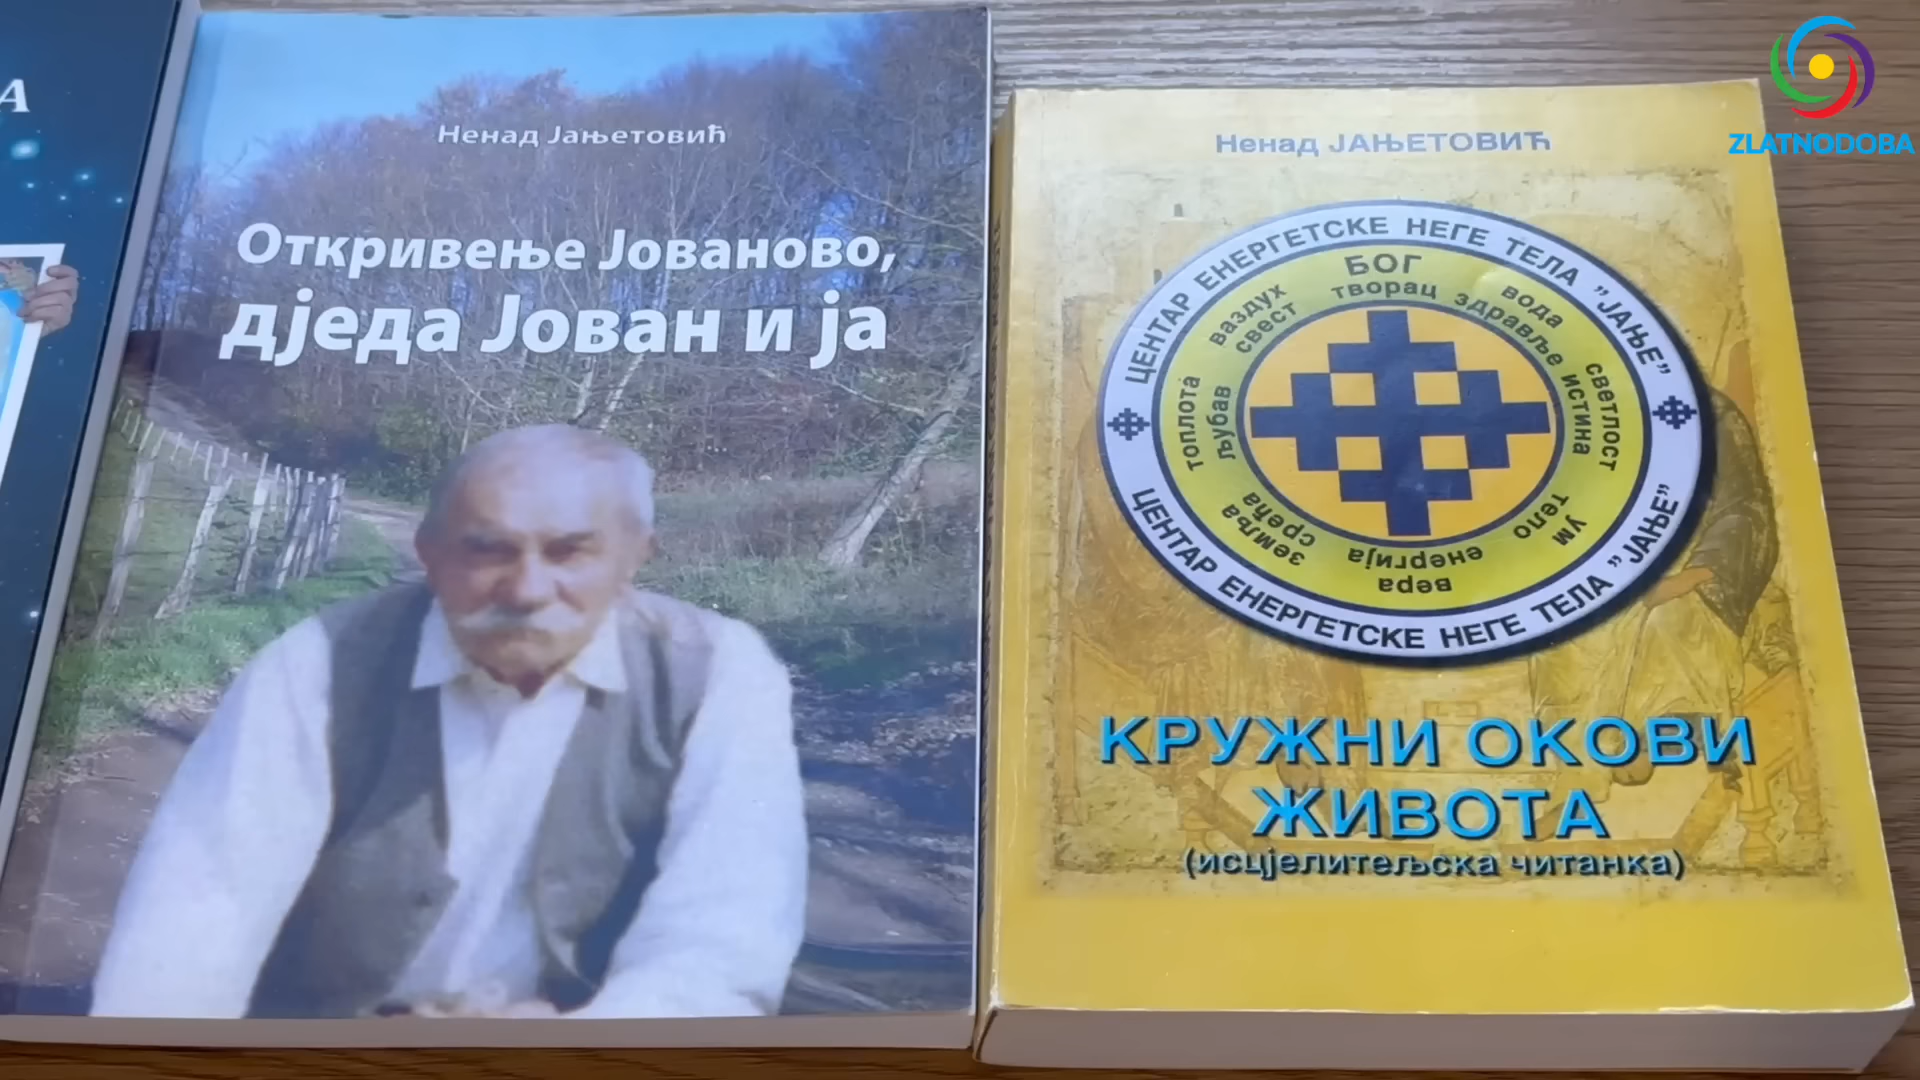 А
Ненад Јањетовић
Откривење Јованово,
дједа Јован и ја
Ненад ЈАЊЕТОВИЋ
ЦЕНТАР ЕНЕРГЕТСКЕ НЕГЕ ТЕЛА "ЈАЊЕ"
БОГ
творац
вода
здравље
светлост
истина
ум
тело
вера
енергија
земља
срећа
топлота
љубав
ваздух
свест
ЦЕНТАР ЕНЕРГЕТСКЕ НЕГЕ ТЕЛА "ЈАЊЕ"
КРУЖНИ ОКОВИ
ЖИВОТА
(исцјелитељска читанка)
ZLATNODOBA